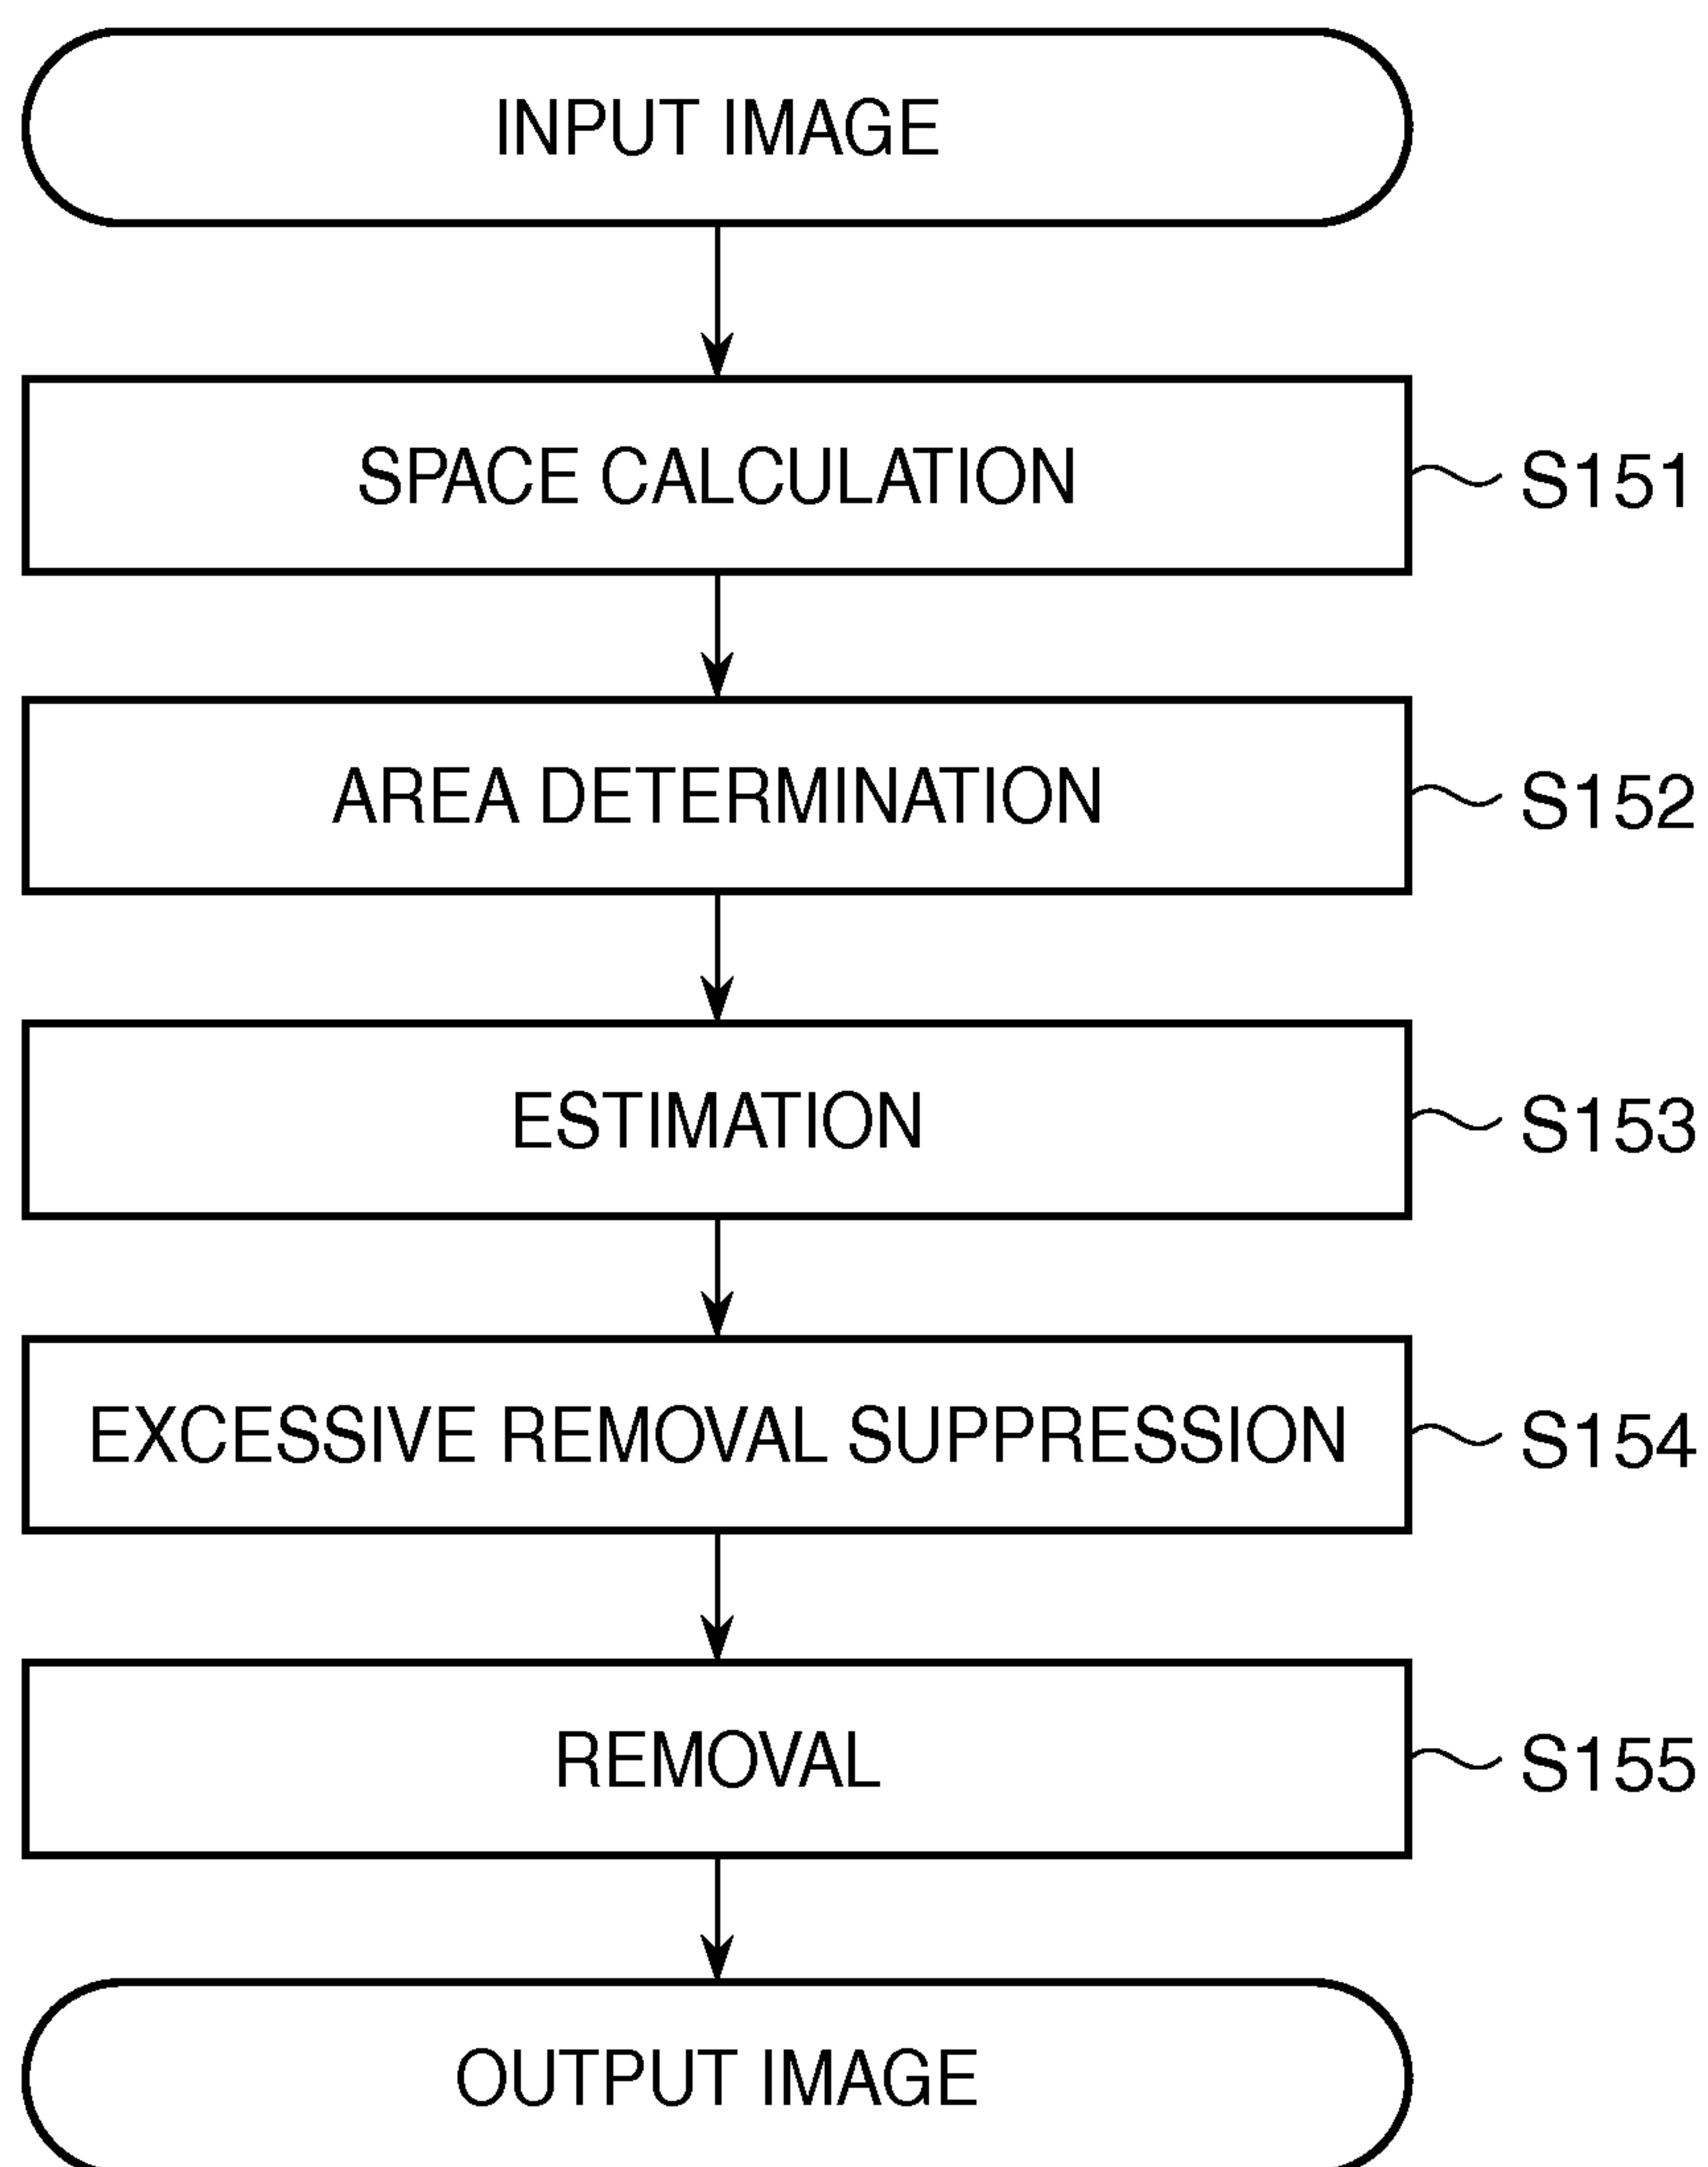 INPUT IMAGE
SPACE CALCULATION
S151
AREA DETERMINATION
S152
ESTIMATION
S153
EXCESSIVE REMOVAL SUPPRESSION
S154
REMOVAL
S155
OUTPUT IMAGE